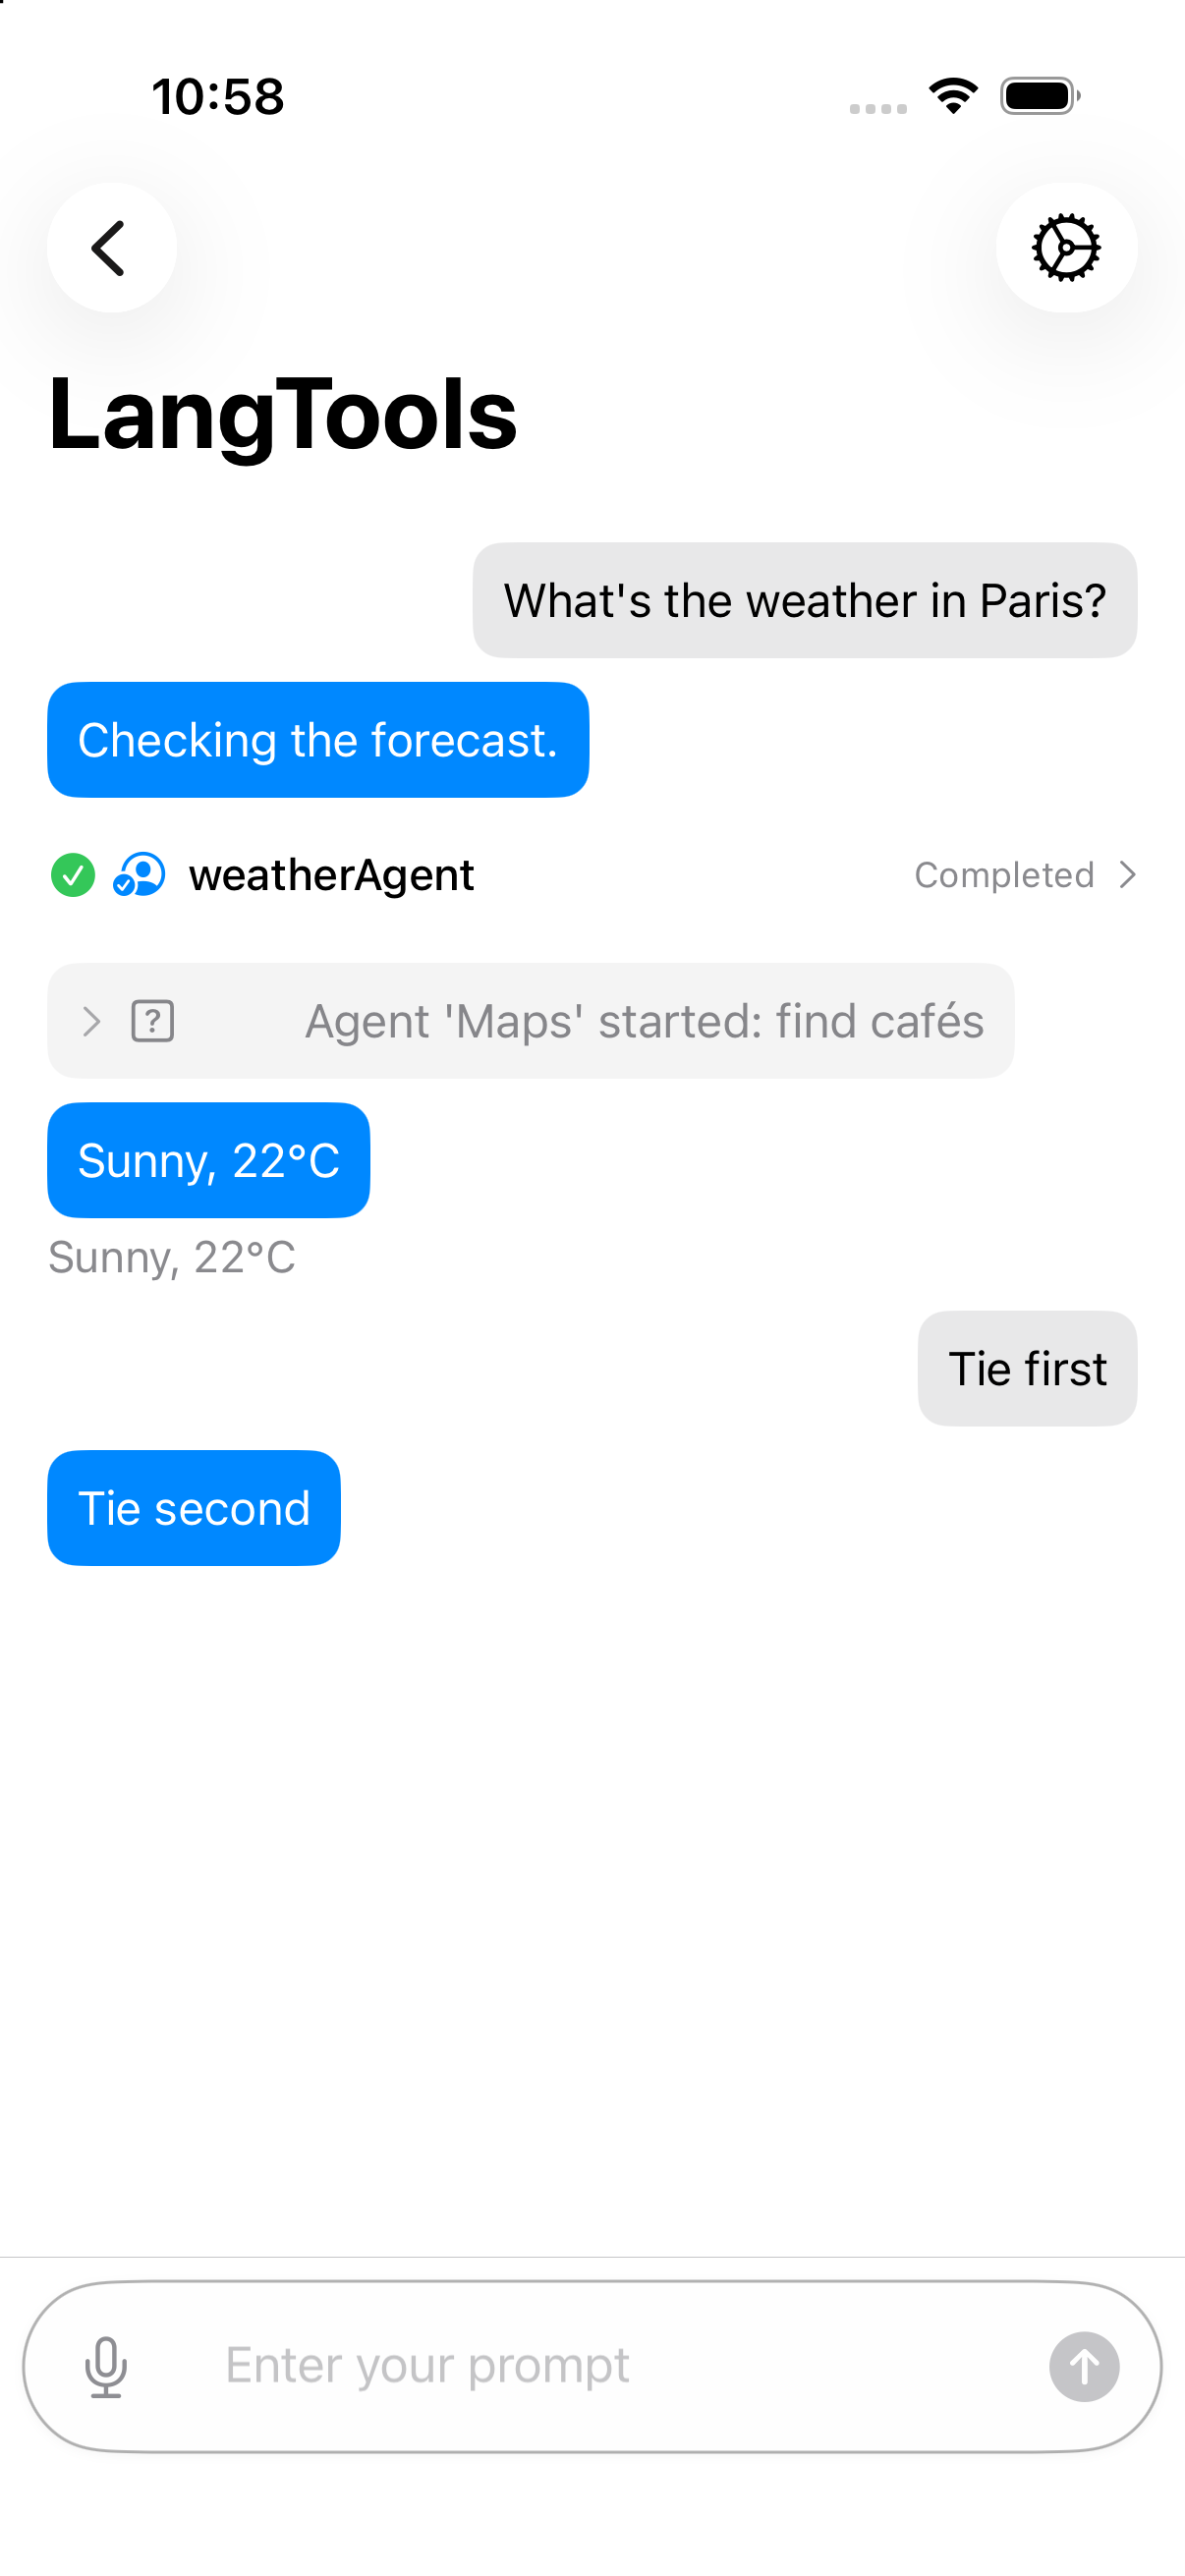 10:58
LangTools
What's the weather in Paris?
Checking the forecast.
weatherAgent
Completed
?
Agent 'Maps' started: find cafés
Sunny, 22°C
Sunny, 22°C
Tie first
Tie second
Enter your prompt